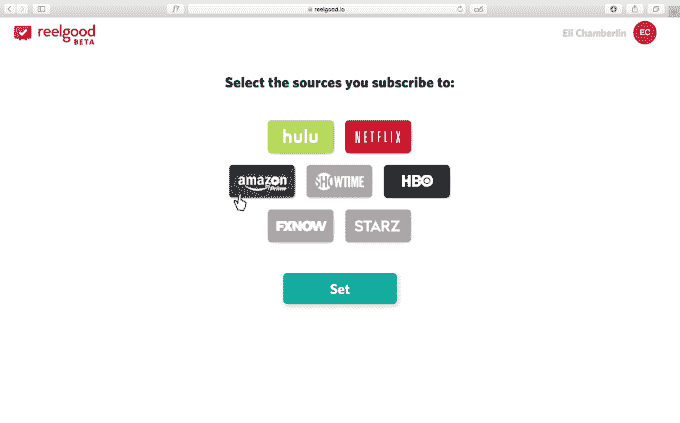 reelgood.io
reelgood
BETA
Eli Chamberlin
EC
Select the sources you subscribe to:
hulu
NETFLIX
amazon
Prime
SHOWTIME
HBO
FXNOW
STARZ
Set